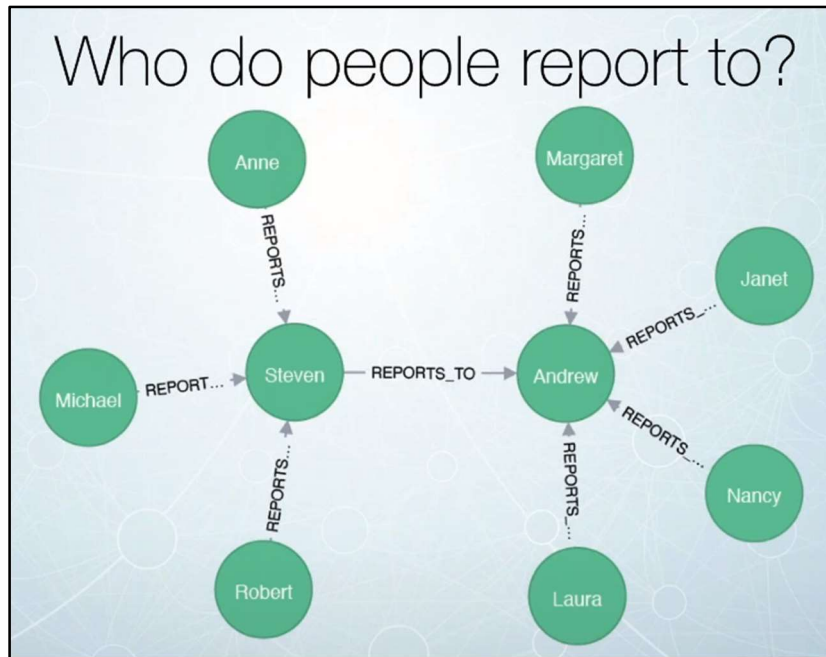 Who do people report to?
Anne
Margaret
REPORTS...
REPORTS...
Janet
REPORTS_...
Steven
REPORTS_TO
Andrew
Michael
REPORT...
REPORTS...
REPORTS_...
REPORTS_...
Nancy
Robert
Laura